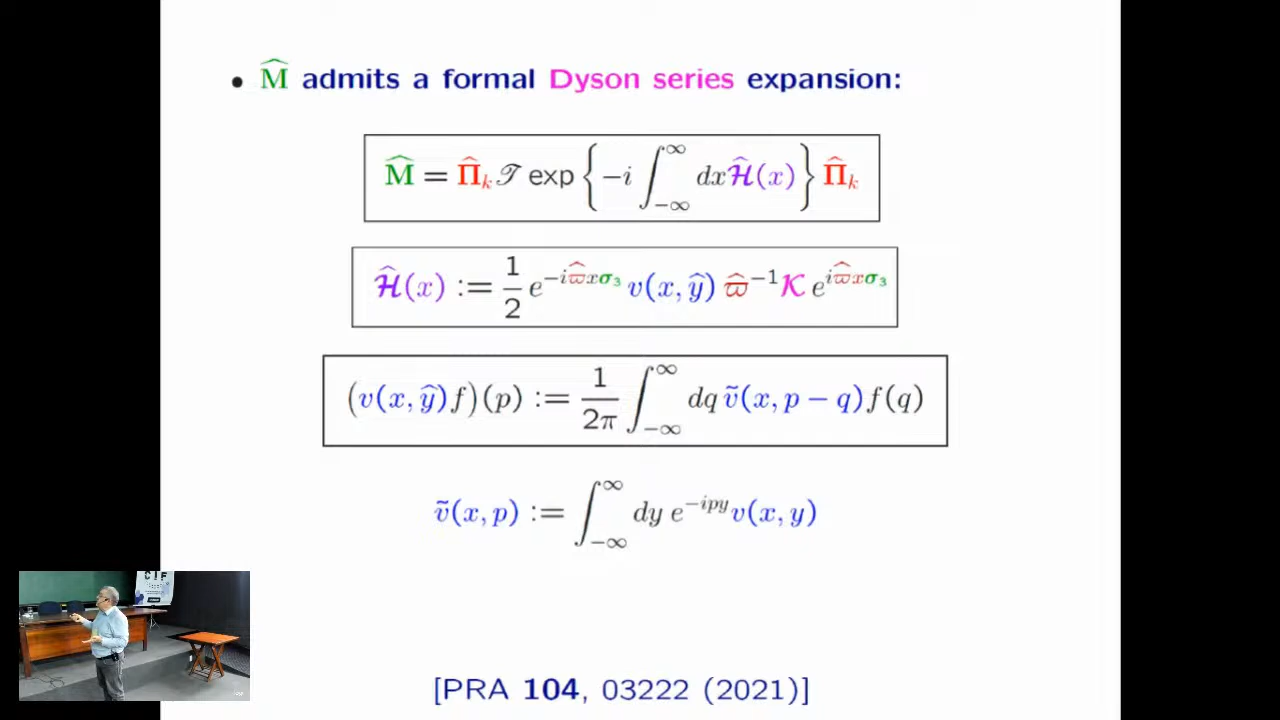 • M̂ admits a formal Dyson series expansion:
M̂ = Π̂ₖ 𝒯 exp { −i ∫_{−∞}^{∞} dx Ĥ(x) } Π̂ₖ
Ĥ(x) := 1/2 e^{−iϖ̂xσ₃} v(x, ŷ) ϖ̂⁻¹ 𝒦 e^{iϖ̂xσ₃}
(v(x, ŷ)f)(p) := 1/2π ∫_{−∞}^{∞} dq ṽ(x, p − q)f(q)
ṽ(x, p) := ∫_{−∞}^{∞} dy e^{−ipy} v(x, y)
CIF
[PRA 104, 03222 (2021)]